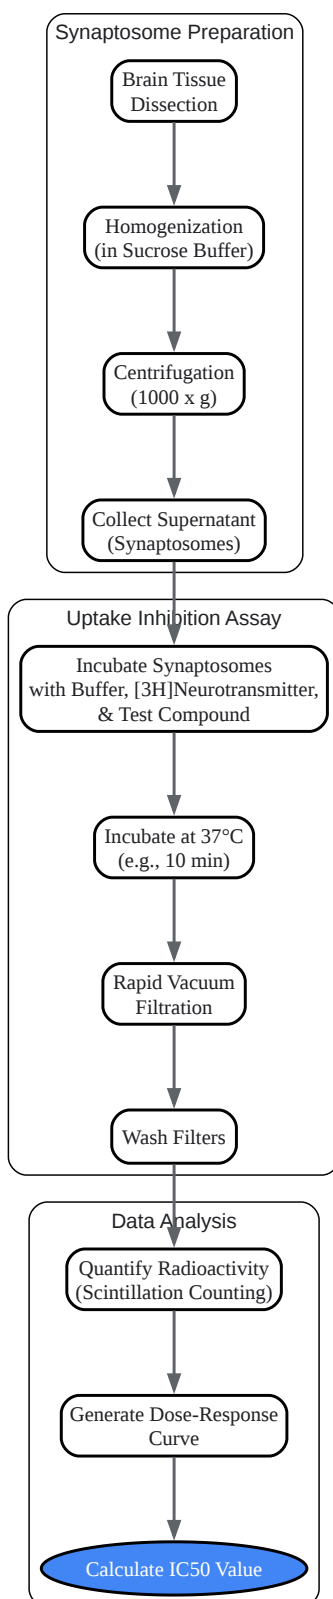 Synaptosome Preparation
Brain Tissue
Dissection
Homogenization
(in Sucrose Buffer)
Centrifugation
(1000 x g)
Collect Supernatant
(Synaptosomes)
Uptake Inhibition Assay
Incubate Synaptosomes
with Buffer, [3H]Neurotransmitter,
& Test Compound
Incubate at 37°C
(e.g., 10 min)
Rapid Vacuum
Filtration
Wash Filters
Data Analysis
Quantify Radioactivity
(Scintillation Counting)
Generate Dose-Response
Curve
Calculate IC50 Value